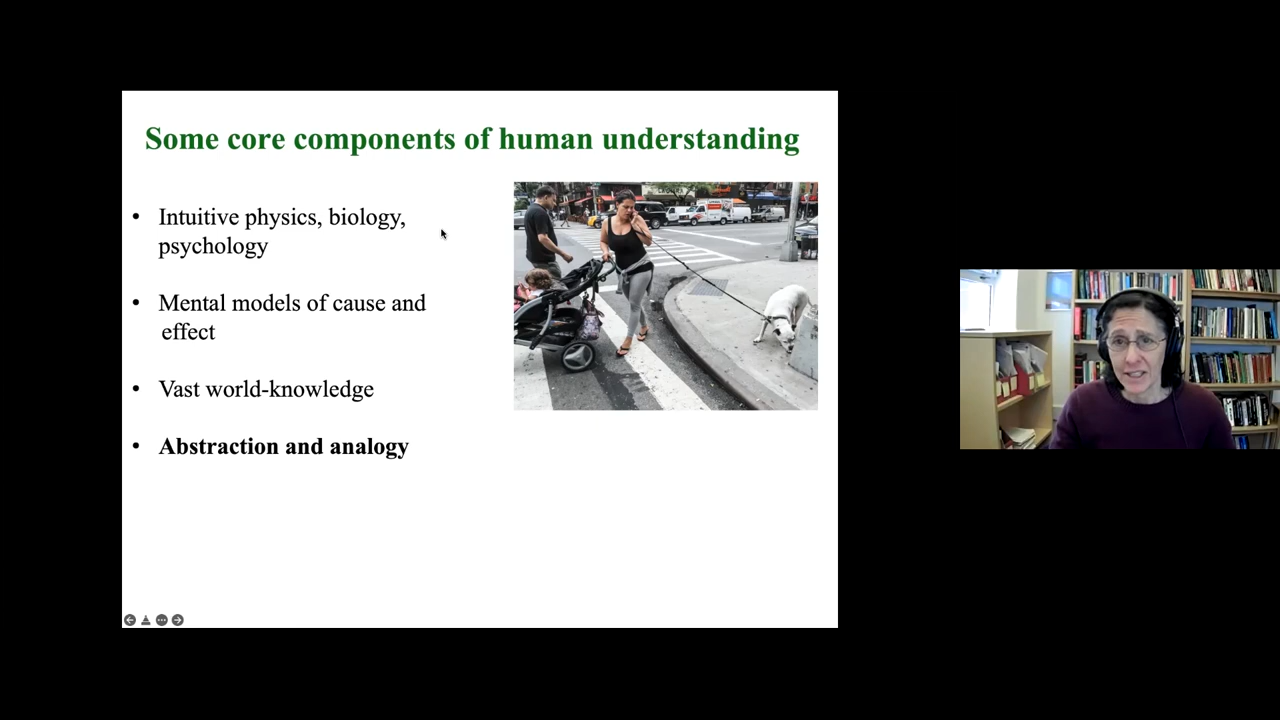 Some core components of human understanding
• Intuitive physics, biology,
psychology
• Mental models of cause and
effect
• Vast world-knowledge
• Abstraction and analogy